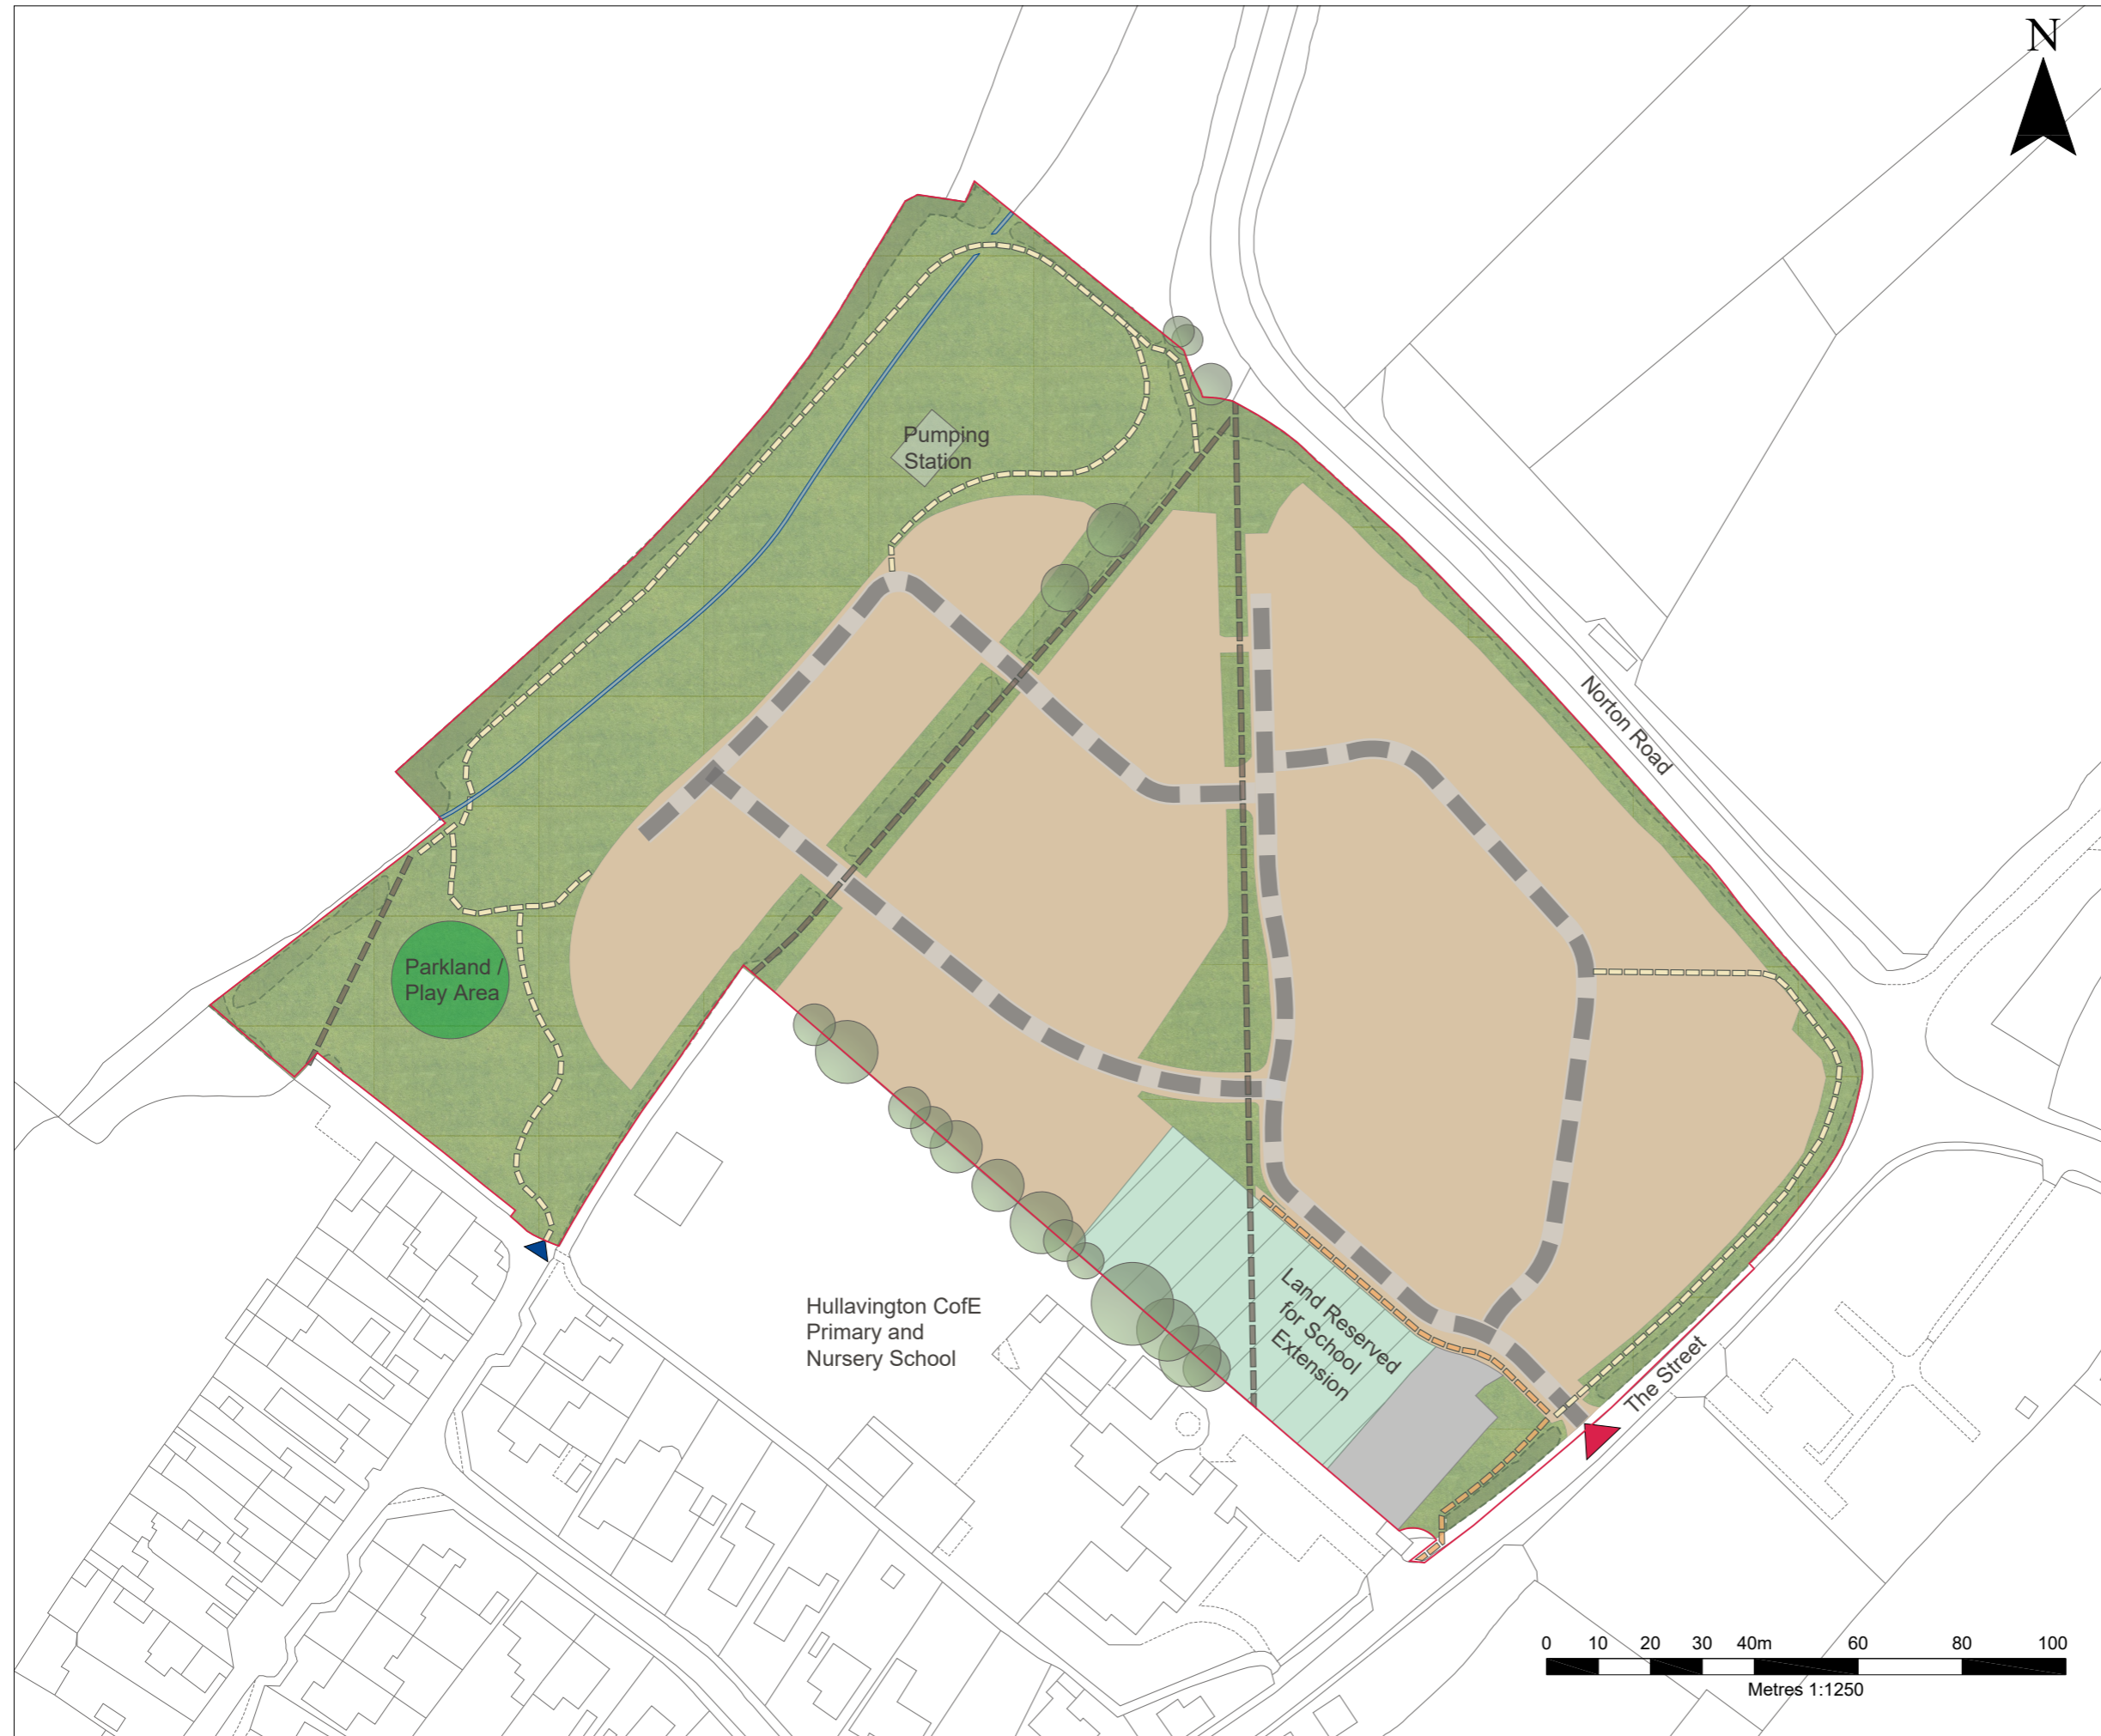 N
Pumping
Station
Norton Road
Parkland /
Play Area
Hullavington CofE
Primary and
Nursery School
Land Reserved
for School
Extension
The Street
0 10 20 30 40m 60 80 100
Metres 1:1250